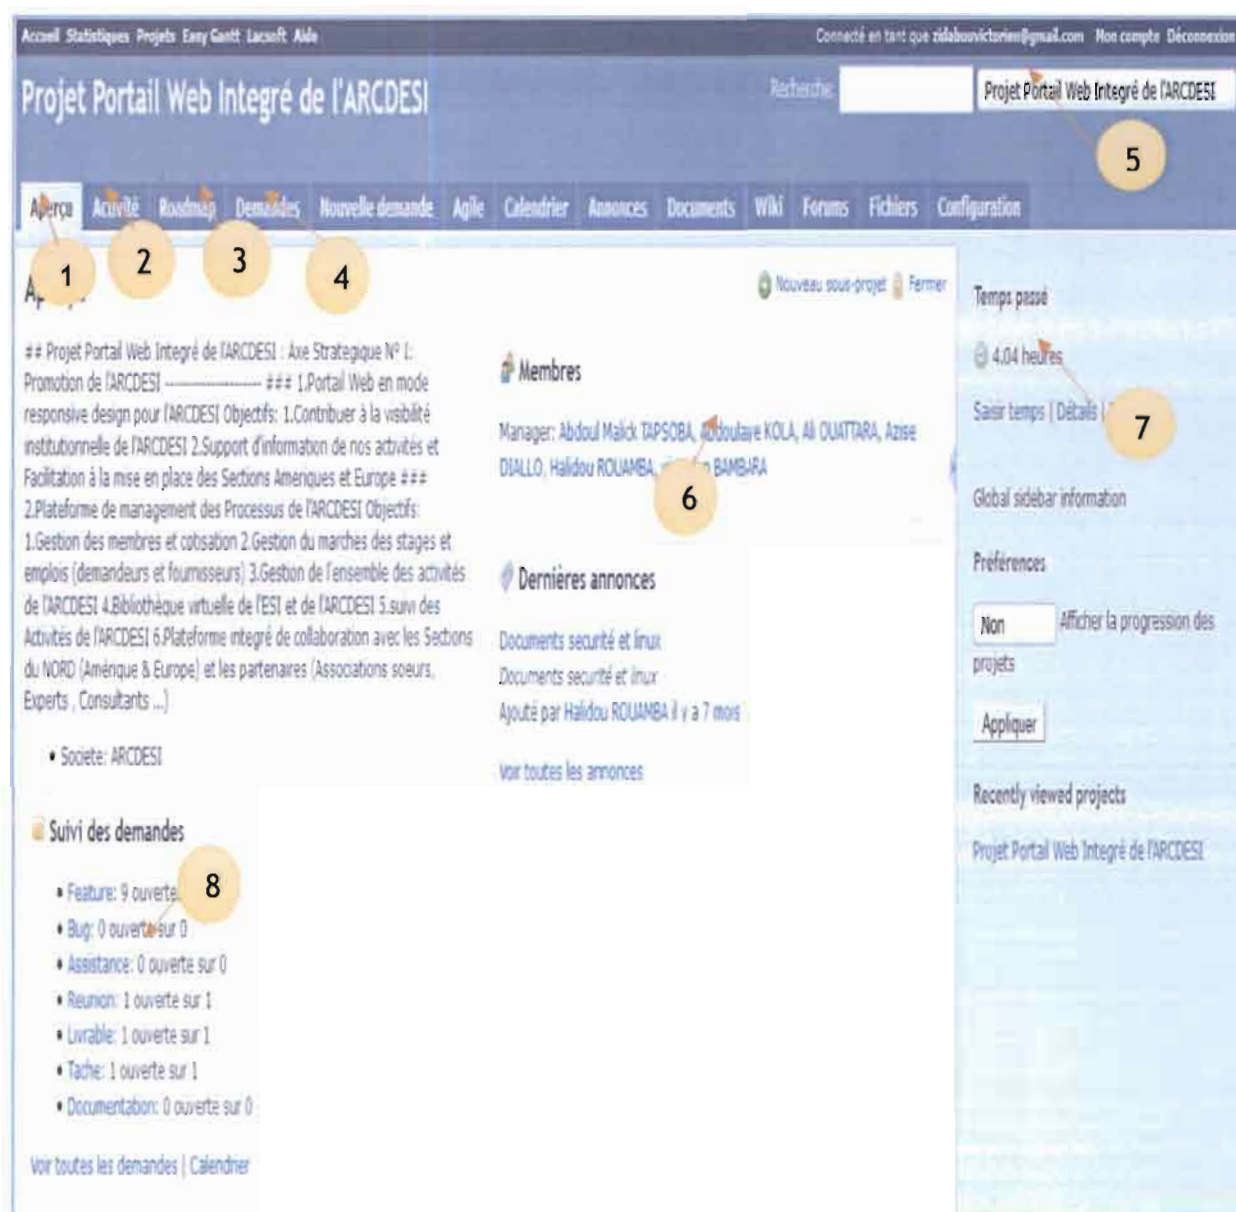 Accueil Statistiques Projets Easy Gantt Lacsoft Aide
Connecté en tant que zidabouvictorien@gmail.com Mon compte Déconnexion
Projet Portail Web Integré de l'ARCDESI
Recherche:
Projet Portail Web Integré de l'ARCDESI
5
Aperçu Activité Roadmap Demandes Nouvelle demande Agile Calendrier Annonces Documents Wiki Forums Fichiers Configuration
1
2
3
4
Nouveau sous-projet Fermer
## Projet Portail Web Integré de l'ARCDESI : Axe Strategique N° I:
Promotion de l'ARCDESI -------------------- ### 1.Portail Web en mode
responsive design pour l'ARCDESI Objectifs: 1.Contribuer à la visibilité
institutionnelle de l'ARCDESI 2.Support d'information de nos activités et
Facilitation à la mise en place des Sections Ameriques et Europe ###
2.Plateforme de management des Processus de l'ARCDESI Objectifs:
1.Gestion des membres et cotisation 2.Gestion du marches des stages et
emplois (demandeurs et fournisseurs) 3.Gestion de l'ensemble des activités
de l'ARCDESI 4.Bibliothèque virtuelle de l'ESI et de l'ARCDESI 5.suivi des
Activités de l'ARCDESI 6.Plateforme integré de collaboration avec les Sections
du NORD (Amérique & Europe) et les partenaires (Associations soeurs,
Experts , Consultants ...)
• Societe: ARCDESI
Suivi des demandes
8
• Feature: 9
• Bug: 0 ouverte sur 0
• Assistance: 0 ouverte sur 0
• Reunion: 1 ouverte sur 1
• Livrable: 1 ouverte sur 1
• Tache: 1 ouverte sur 1
• Documentation: 0 ouverte sur 0
Voir toutes les demandes | Calendrier
Membres
Manager: Abdoul Malick TAPSOBA, Abdoulaye KOLA, Ali OUATTARA, Azise
DIALLO, Halidou ROUAMBA, BAMBARA
6
Dernières annonces
Documents securité et linux
Documents securité et linux
Ajouté par Halidou ROUAMBA il y a 7 mois
Voir toutes les annonces
Temps passé
4.04 heures
Saisir temps | Détails |
7
Global sidebar information
Préférences
Non Afficher la progression des
projets
Appliquer
Recently viewed projects
Projet Portail Web Integré de l'ARCDESI